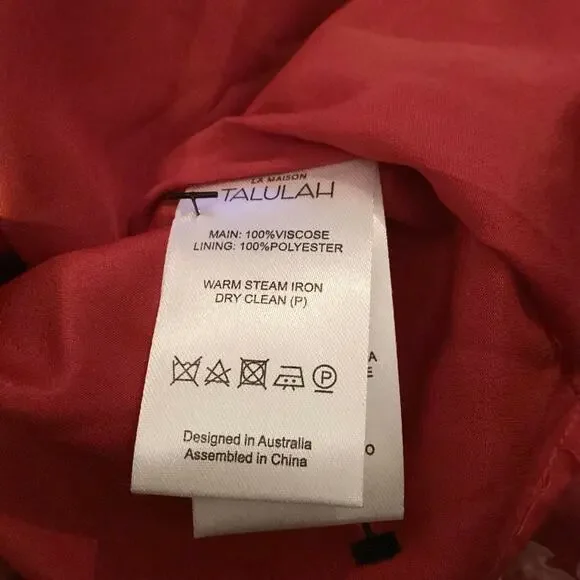 LA MAISON
TALULAH
MAIN: 100%VISCOSE
LINING: 100%POLYESTER
WARM STEAM IRON
DRY CLEAN (P)
P
Designed in Australia
Assembled in China
A
E
O